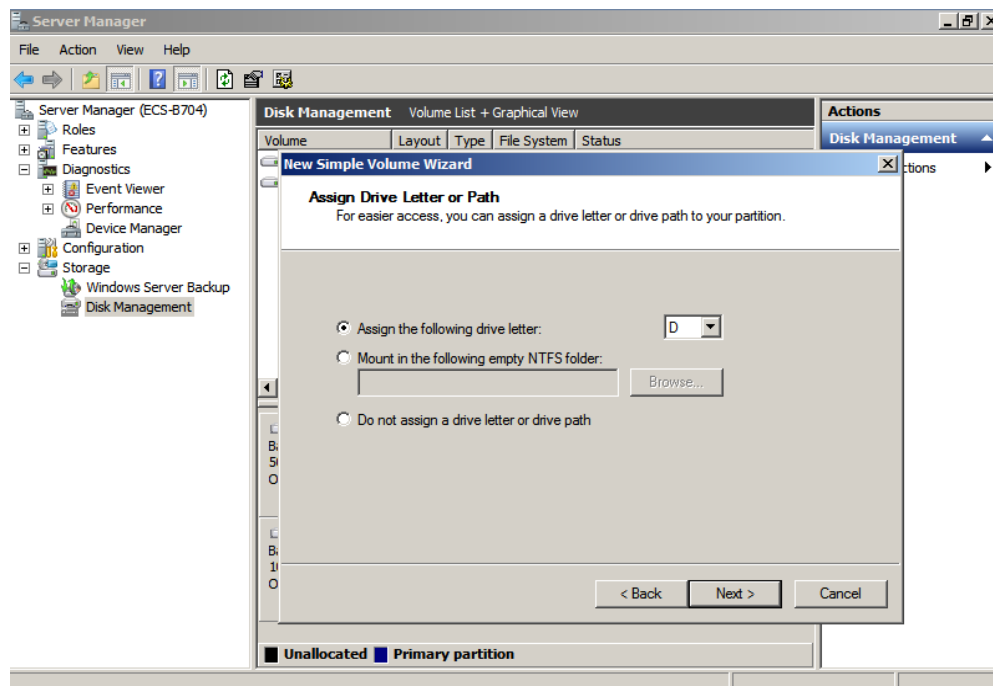 Server Manager
File Action View Help
Server Manager (ECS-B704)
Roles
Features
Diagnostics
Event Viewer
Performance
Device Manager
Configuration
Storage
Windows Server Backup
Disk Management
Disk Management Volume List + Graphical View
Volume Layout Type File System Status
New Simple Volume Wizard
Assign Drive Letter or Path
For easier access, you can assign a drive letter or drive path to your partition.
Assign the following drive letter: D
Mount in the following empty NTFS folder:
Browse...
Do not assign a drive letter or drive path
< Back Next > Cancel
Unallocated Primary partition
Actions
Disk Management